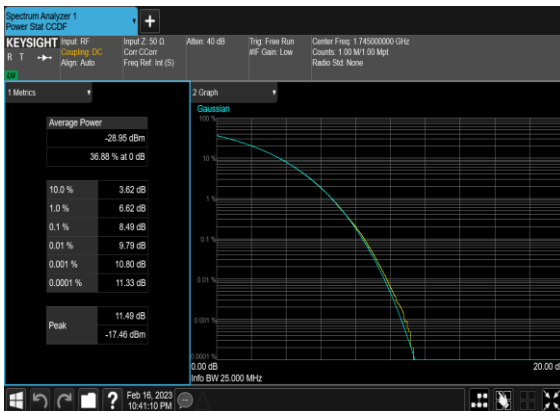 Spectrum Analyzer 1
Power Stat CCDF
KEYSIGHT
R T
LV
Input: RF
Coupling: DC
Align: Auto
Input Z: 50 Ω
Corr CCorr
Freq Ref: Int (S)
Atten: 40 dB
Trig: Free Run
#IF Gain: Low
Center Freq: 1.745000000 GHz
Counts: 1.00 M/1.00 Mpt
Radio Std: None
1 Metrics
Average Power
-28.95 dBm
36.88 % at 0 dB
10.0 % 3.62 dB
1.0 % 6.62 dB
0.1 % 8.49 dB
0.01 % 9.79 dB
0.001 % 10.80 dB
0.0001 % 11.33 dB
Peak
11.49 dB
-17.46 dBm
2 Graph
Gaussian
100 %
10 %
1 %
0.1 %
0.01 %
0.001 %
0.0001 %
0.00 dB
20.00 d
Info BW 25.000 MHz
Feb 16, 2023
10:41:10 PM